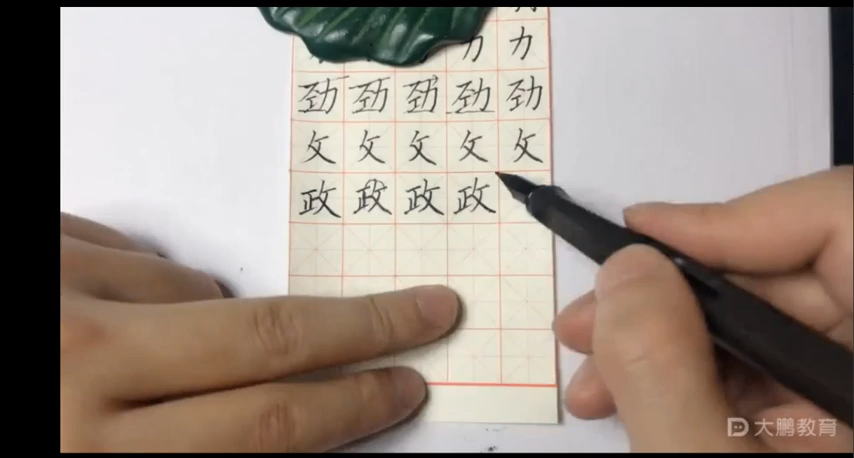 力 力
劲 劲 劲 劲 劲
攵 攵 攵 攵 攵
政 政 政 政
大鹏教育